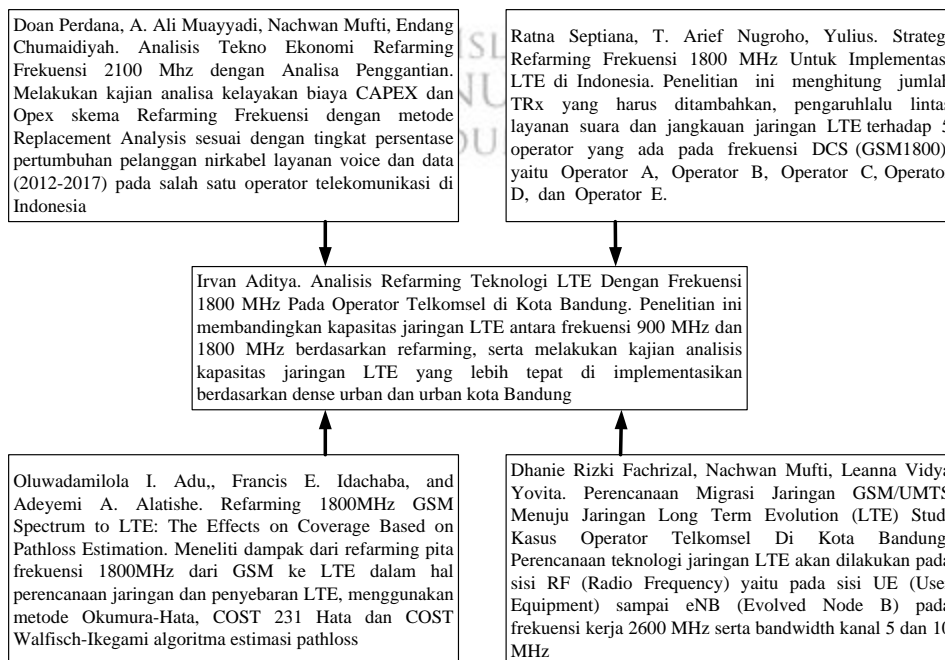 Doan Perdana, A. Ali Muayyadi, Nachwan Mufti, Endang
Chumaidiyah. Analisis Tekno Ekonomi Refarming
Frekuensi 2100 Mhz dengan Analisa Penggantian.
Melakukan kajian analisa kelayakan biaya CAPEX dan
Opex skema Refarming Frekuensi dengan metode
Replacement Analysis sesuai dengan tingkat persentase
pertumbuhan pelanggan nirkabel layanan voice dan data
(2012-2017) pada salah satu operator telekomunikasi di
Indonesia
Ratna Septiana, T. Arief Nugroho, Yulius. Strateg
Refarming Frekuensi 1800 MHz Untuk Implementas
LTE di Indonesia. Penelitian ini menghitung jumlah
TRx yang harus ditambahkan, pengaruhlalu lintas
layanan suara dan jangkauan jaringan LTE terhadap 5
operator yang ada pada frekuensi DCS (GSM1800)
yaitu Operator A, Operator B, Operator C, Operator
D, dan Operator E.
Irvan Aditya. Analisis Refarming Teknologi LTE Dengan Frekuensi
1800 MHz Pada Operator Telkomsel di Kota Bandung. Penelitian ini
membandingkan kapasitas jaringan LTE antara frekuensi 900 MHz dan
1800 MHz berdasarkan refarming, serta melakukan kajian analisis
kapasitas jaringan LTE yang lebih tepat di implementasikan
berdasarkan dense urban dan urban kota Bandung
Oluwadamilola I. Adu,, Francis E. Idachaba, and
Adeyemi A. Alatishe. Refarming 1800MHz GSM
Spectrum to LTE: The Effects on Coverage Based on
Pathloss Estimation. Meneliti dampak dari refarming pita
frekuensi 1800MHz dari GSM ke LTE dalam hal
perencanaan jaringan dan penyebaran LTE, menggunakan
metode Okumura-Hata, COST 231 Hata dan COST
Walfisch-Ikegami algoritma estimasi pathloss
Dhanie Rizki Fachrizal, Nachwan Mufti, Leanna Vidya
Yovita. Perencanaan Migrasi Jaringan GSM/UMTS
Menuju Jaringan Long Term Evolution (LTE) Stud
Kasus Operator Telkomsel Di Kota Bandung
Perencanaan teknologi jaringan LTE akan dilakukan pada
sisi RF (Radio Frequency) yaitu pada sisi UE (User
Equipment) sampai eNB (Evolved Node B) pada
frekuensi kerja 2600 MHz serta bandwidth kanal 5 dan 10
MHz